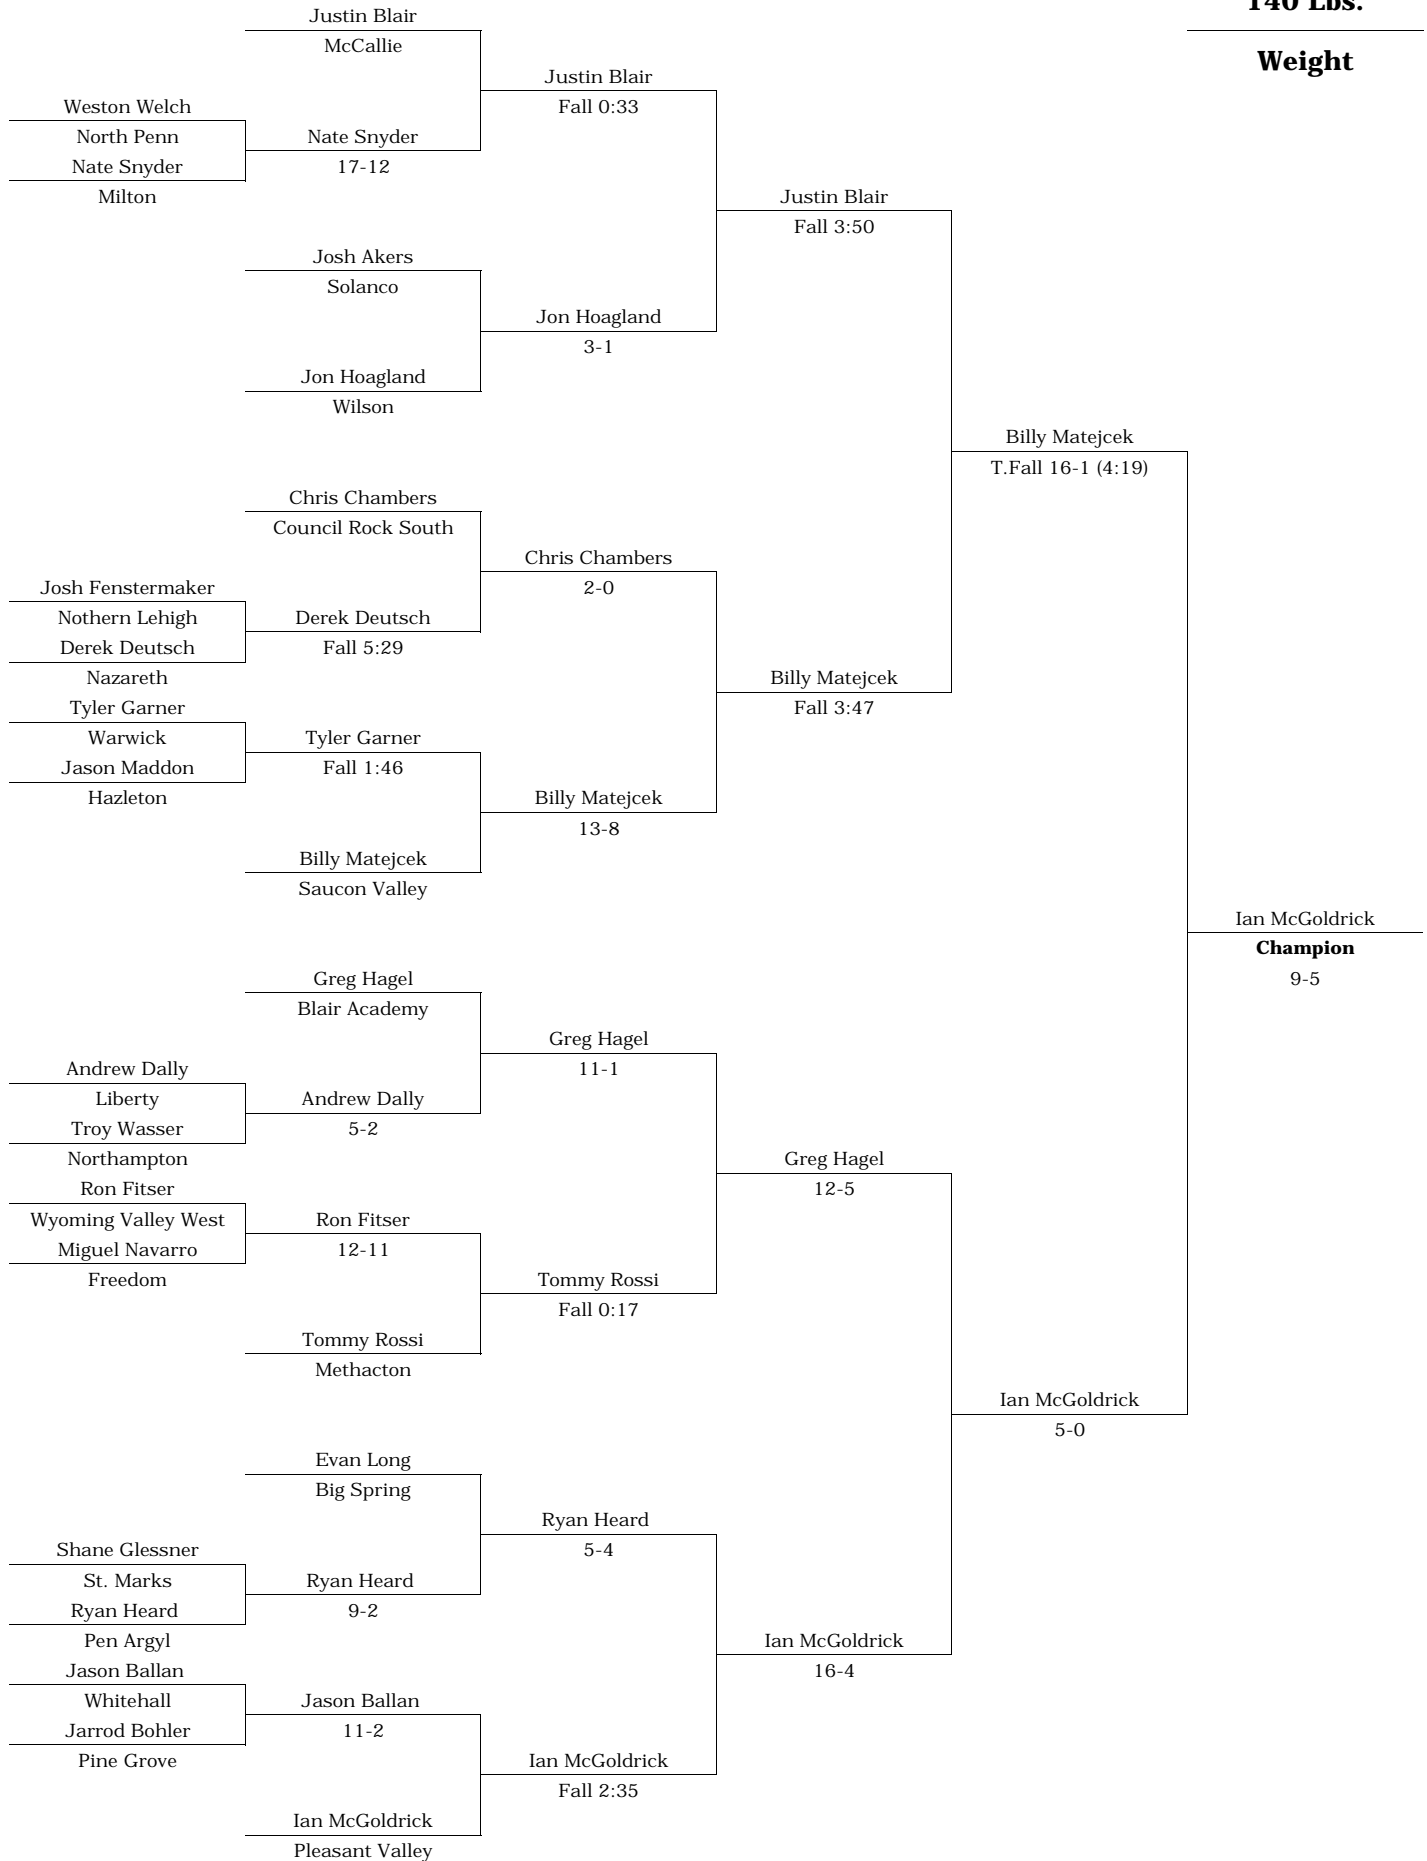 140 Lbs.
Justin Blair
McCallie
Weight
Justin Blair
Weston Welch
Fall 0:33
North Penn
Nate Snyder
Nate Snyder
17-12
Milton
Justin Blair
Fall 3:50
Josh Akers
Solanco
Jon Hoagland
3-1
Jon Hoagland
Wilson
Billy Matejcek
T.Fall 16-1 (4:19)
Chris Chambers
Council Rock South
Chris Chambers
Josh Fenstermaker
2-0
Nothern Lehigh
Derek Deutsch
Derek Deutsch
Fall 5:29
Nazareth
Billy Matejcek
Tyler Garner
Fall 3:47
Warwick
Tyler Garner
Jason Maddon
Fall 1:46
Hazleton
Billy Matejcek
13-8
Billy Matejcek
Saucon Valley
Ian McGoldrick
Champion
Greg Hagel
9-5
Blair Academy
Greg Hagel
Andrew Dally
11-1
Liberty
Andrew Dally
Troy Wasser
5-2
Northampton
Greg Hagel
Ron Fitser
12-5
Wyoming Valley West
Ron Fitser
Miguel Navarro
12-11
Freedom
Tommy Rossi
Fall 0:17
Tommy Rossi
Methacton
Ian McGoldrick
5-0
Evan Long
Big Spring
Ryan Heard
Shane Glessner
5-4
St. Marks
Ryan Heard
Ryan Heard
9-2
Pen Argyl
Ian McGoldrick
Jason Ballan
16-4
Whitehall
Jason Ballan
Jarrod Bohler
11-2
Pine Grove
Ian McGoldrick
Fall 2:35
Ian McGoldrick
Pleasant Valley